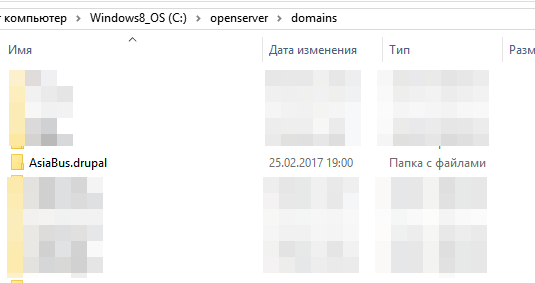 т компьютер > Windows8_OS (C:) > openserver > domains
Имя Дата изменения Тип Разм
AsiaBus.drupal 25.02.2017 19:00 Папка с файлами